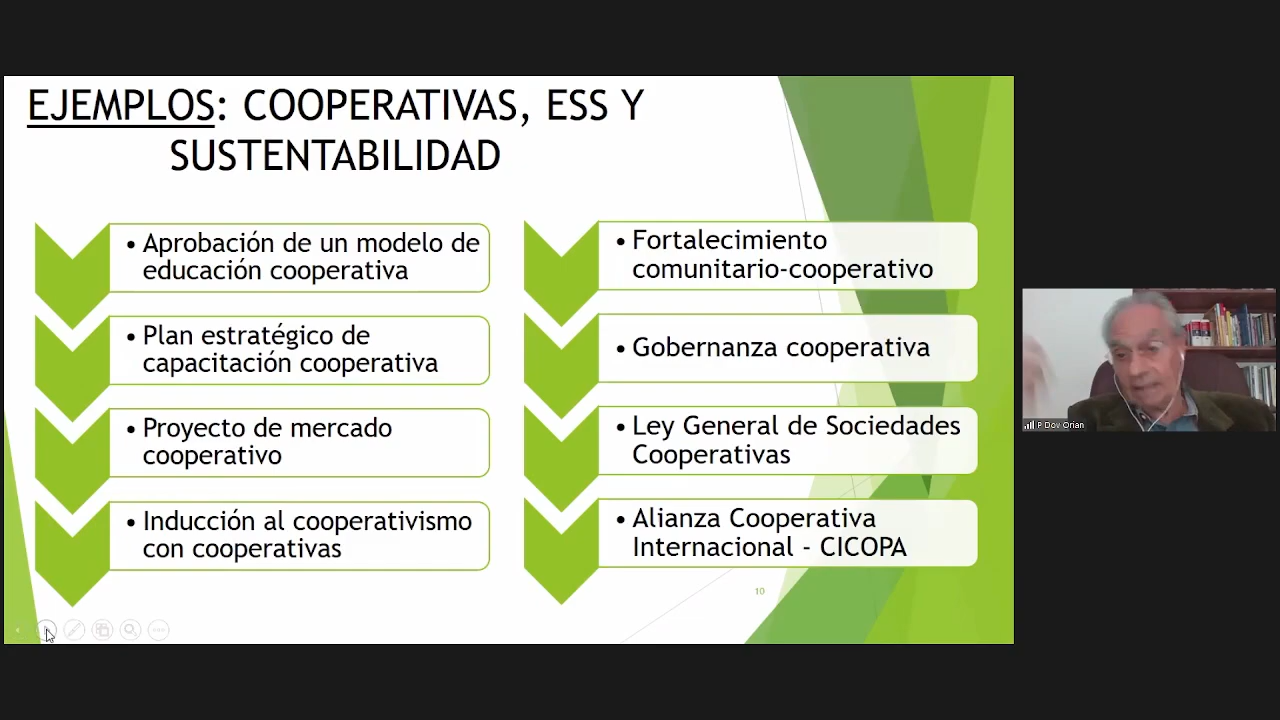 EJEMPLOS: COOPERATIVAS, ESS Y
SUSTENTABILIDAD
• Aprobación de un modelo de
educación cooperativa
• Plan estratégico de
capacitación cooperativa
• Proyecto de mercado
cooperativo
• Inducción al cooperativismo
con cooperativas
• Fortalecimiento
comunitario-cooperativo
• Gobernanza cooperativa
• Ley General de Sociedades
Cooperativas
• Alianza Cooperativa
Internacional - CICOPA
10
P Dov Orian